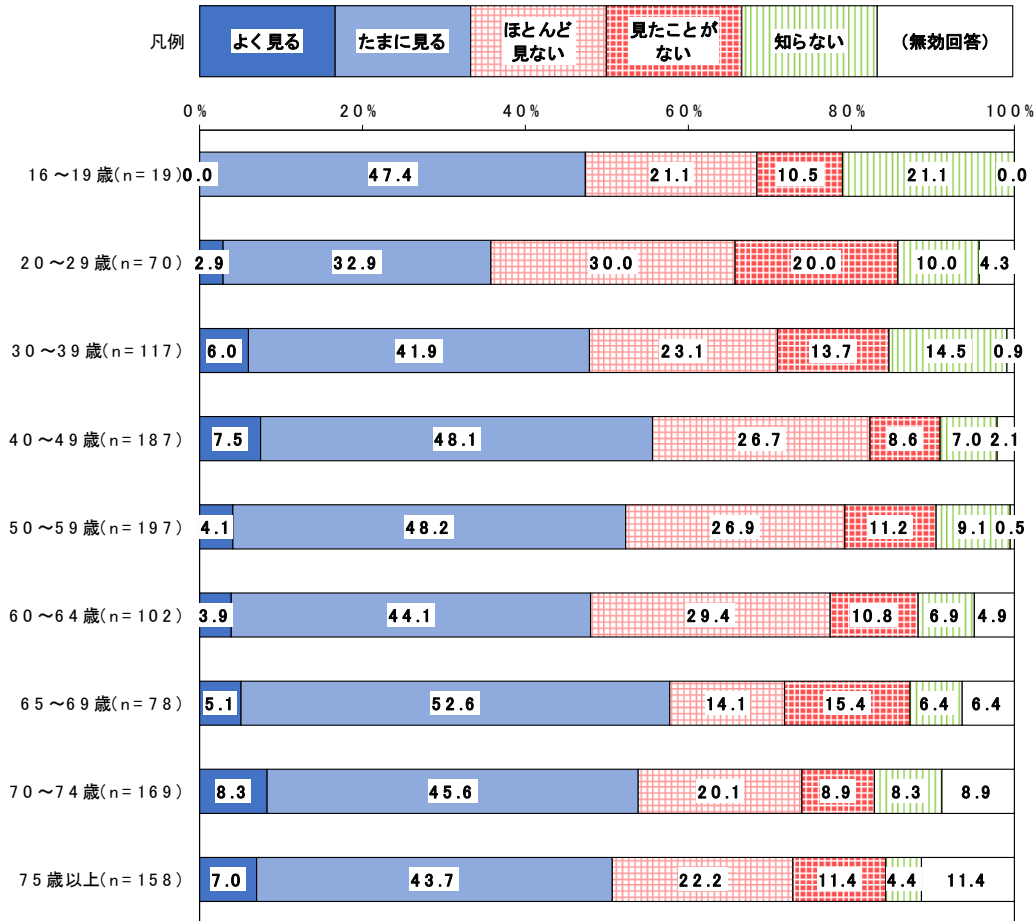 凡例 よく見る たまに見る ほとんど見ない 見たことがない 知らない (無効回答)
0% 20% 40% 60% 80% 100%
16～19歳(n=19) 0.0 47.4 21.1 10.5 21.1 0.0
20～29歳(n=70) 2.9 32.9 30.0 20.0 10.0 4.3
30～39歳(n=117) 6.0 41.9 23.1 13.7 14.5 0.9
40～49歳(n=187) 7.5 48.1 26.7 8.6 7.0 2.1
50～59歳(n=197) 4.1 48.2 26.9 11.2 9.1 0.5
60～64歳(n=102) 3.9 44.1 29.4 10.8 6.9 4.9
65～69歳(n=78) 5.1 52.6 14.1 15.4 6.4 6.4
70～74歳(n=169) 8.3 45.6 20.1 8.9 8.3 8.9
75歳以上(n=158) 7.0 43.7 22.2 11.4 4.4 11.4